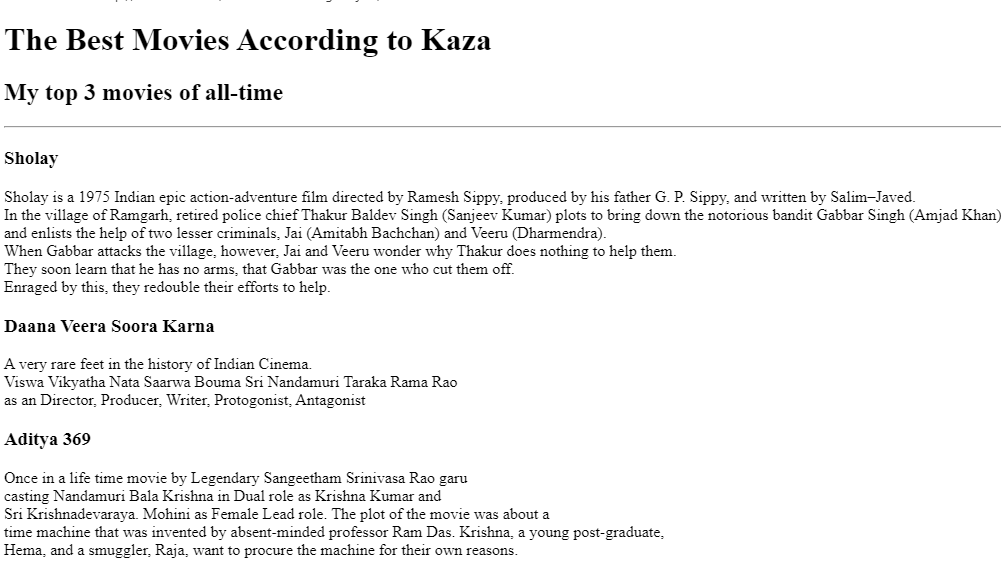 The Best Movies According to Kaza
My top 3 movies of all-time
Sholay
Sholay is a 1975 Indian epic action-adventure film directed by Ramesh Sippy, produced by his father G. P. Sippy, and written by Salim–Javed.
In the village of Ramgarh, retired police chief Thakur Baldev Singh (Sanjeev Kumar) plots to bring down the notorious bandit Gabbar Singh (Amjad Khan)
and enlists the help of two lesser criminals, Jai (Amitabh Bachchan) and Veeru (Dharmendra).
When Gabbar attacks the village, however, Jai and Veeru wonder why Thakur does nothing to help them.
They soon learn that he has no arms, that Gabbar was the one who cut them off.
Enraged by this, they redouble their efforts to help.
Daana Veera Soora Karna
A very rare feet in the history of Indian Cinema.
Viswa Vikyatha Nata Saarwa Bouma Sri Nandamuri Taraka Rama Rao
as an Director, Producer, Writer, Protogonist, Antagonist
Aditya 369
Once in a life time movie by Legendary Sangeetham Srinivasa Rao garu
casting Nandamuri Bala Krishna in Dual role as Krishna Kumar and
Sri Krishnadevaraya. Mohini as Female Lead role. The plot of the movie was about a
time machine that was invented by absent-minded professor Ram Das. Krishna, a young post-graduate,
Hema, and a smuggler, Raja, want to procure the machine for their own reasons.